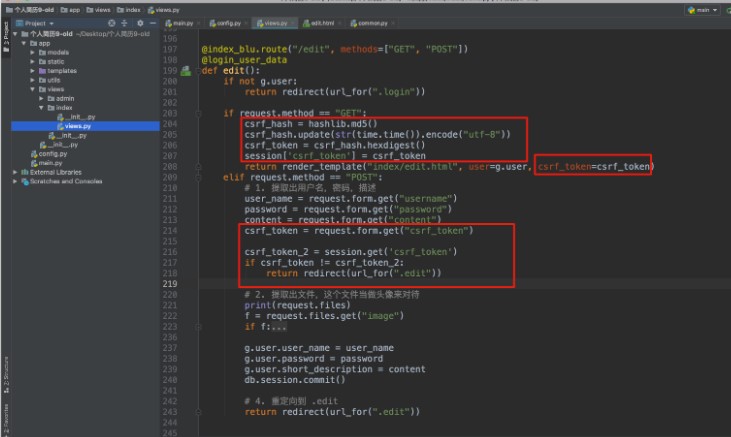 个人简历9-old
app
views
index
views.py
main
Project
main.py
config.py
views.py
edit.html
common.py
个人简历9-old ~/Desktop/个人简历9-old
app
models
static
templates
utils
views
admin
index
__init__.py
views.py
__init__.py
__init__.py
config.py
main.py
External Libraries
Scratches and Consoles
196
197 @index_blu.route("/edit", methods=["GET", "POST"])
198 @login_user_data
199 def edit():
200 if not g.user:
201 return redirect(url_for(".login"))
202
203 if request.method == "GET":
204 csrf_hash = hashlib.md5()
205 csrf_hash.update(str(time.time()).encode("utf-8"))
206 csrf_token = csrf_hash.hexdigest()
207 session['csrf_token'] = csrf_token
208 return render_template("index/edit.html", user=g.user, csrf_token=csrf_token)
209 elif request.method == "POST":
210 # 1. 提取出用户名，密码，描述
211 user_name = request.form.get("username")
212 password = request.form.get("password")
213 content = request.form.get("content")
214 csrf_token = request.form.get("csrf_token")
215
216 csrf_token_2 = session.get('csrf_token')
217 if csrf_token != csrf_token_2:
218 return redirect(url_for(".edit"))
219
220 # 2. 提取出文件，这个文件当做头像来对待
221 print(request.files)
222 f = request.files.get("image")
223 if f:...
236
237 g.user.user_name = user_name
238 g.user.password = password
239 g.user.short_description = content
240 db.session.commit()
241
242 # 4. 重定向到 .edit
243 return redirect(url_for(".edit"))
244
245
1: Project
Z: Structure
2: Favorites